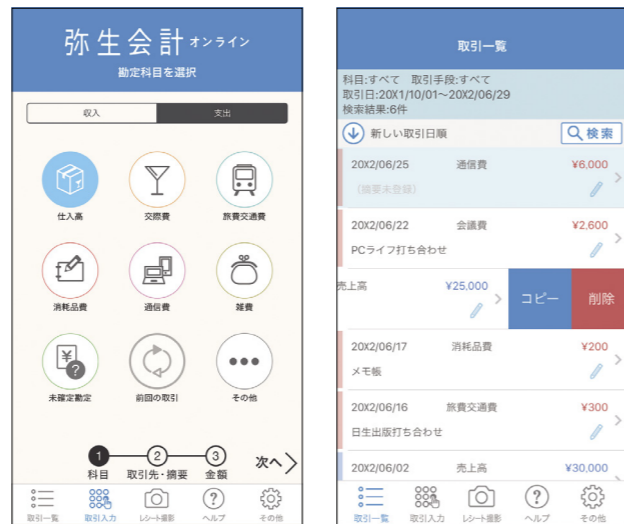 弥生会計 オンライン
勘定科目を選択
収入 支出
仕入高 交際費 旅費交通費
消耗品費 通信費 雑費
未確定勘定 前回の取引 その他
1 2 3
科目 取引先・摘要 金額 次へ
取引一覧 取引入力 レシート撮影 ヘルプ その他
取引一覧
科目:すべて 取引手段:すべて
取引日:20X1/10/01～20X2/06/29
検索結果:6件
新しい取引日順 検索
20X2/06/25 通信費 ¥6,000
(摘要未登録)
20X2/06/22 会議費 ¥2,600
PCライフ打ち合わせ
売上高 ¥25,000 コピー 削除
20X2/06/17 消耗品費 ¥200
メモ帳
20X2/06/16 旅費交通費 ¥300
日生出版打ち合わせ
20X2/06/02 売上高 ¥30,000
取引一覧 取引入力 レシート撮影 ヘルプ その他